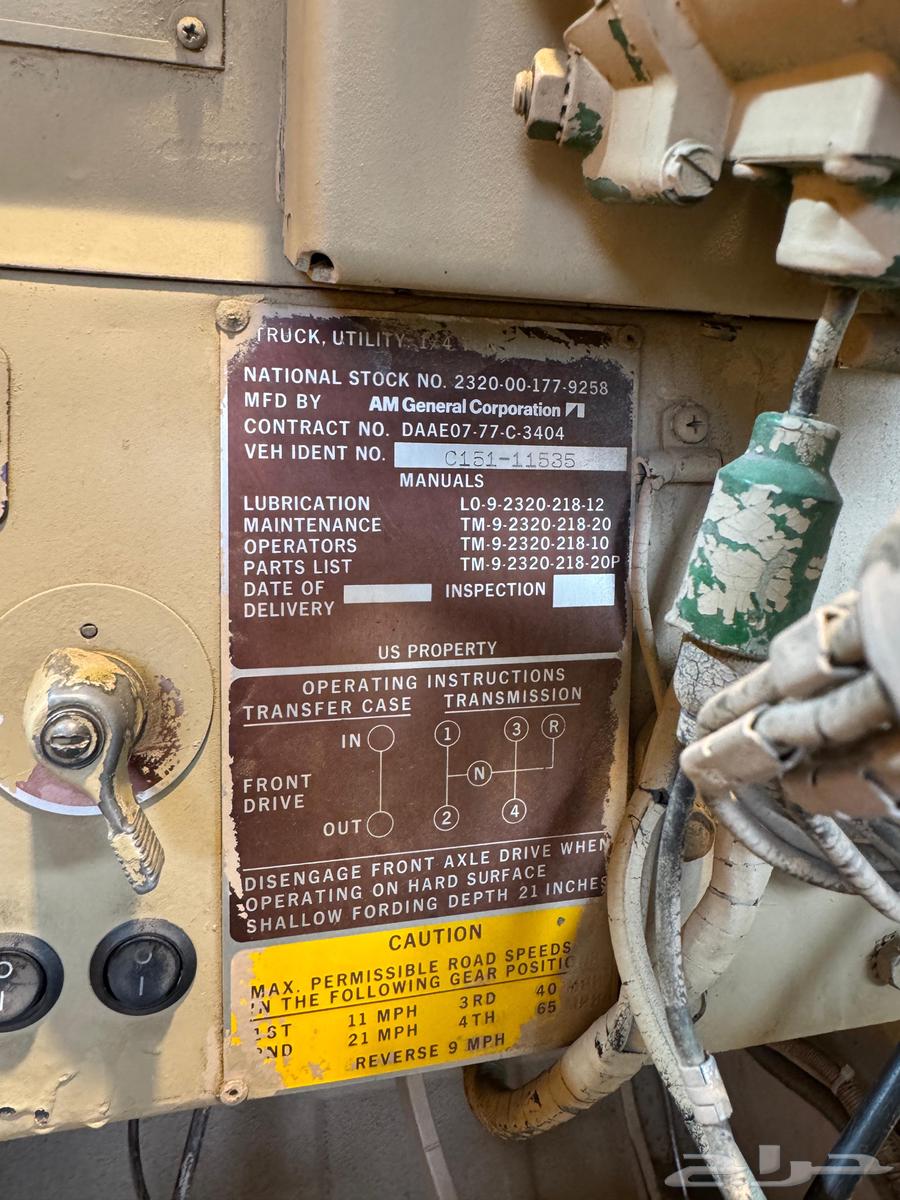 TRUCK, UTILITY 1/4
NATIONAL STOCK NO. 2320-00-177-9258
MFD BY AM General Corporation
CONTRACT NO. DAAE07-77-C-3404
VEH IDENT NO. C151-11535
MANUALS
LUBRICATION LO-9-2320-218-12
MAINTENANCE TM-9-2320-218-20
OPERATORS TM-9-2320-218-10
PARTS LIST TM-9-2320-218-20P
DATE OF DELIVERY INSPECTION
US PROPERTY
OPERATING INSTRUCTIONS
TRANSFER CASE TRANSMISSION
IN 1 3 R
FRONT DRIVE N
OUT 2 4
DISENGAGE FRONT AXLE DRIVE WHEN
OPERATING ON HARD SURFACE
SHALLOW FORDING DEPTH 21 INCHES
CAUTION
MAX. PERMISSIBLE ROAD SPEEDS
IN THE FOLLOWING GEAR POSITIO
1ST 11 MPH 3RD 40
2ND 21 MPH 4TH 65
REVERSE 9 MPH
حراج